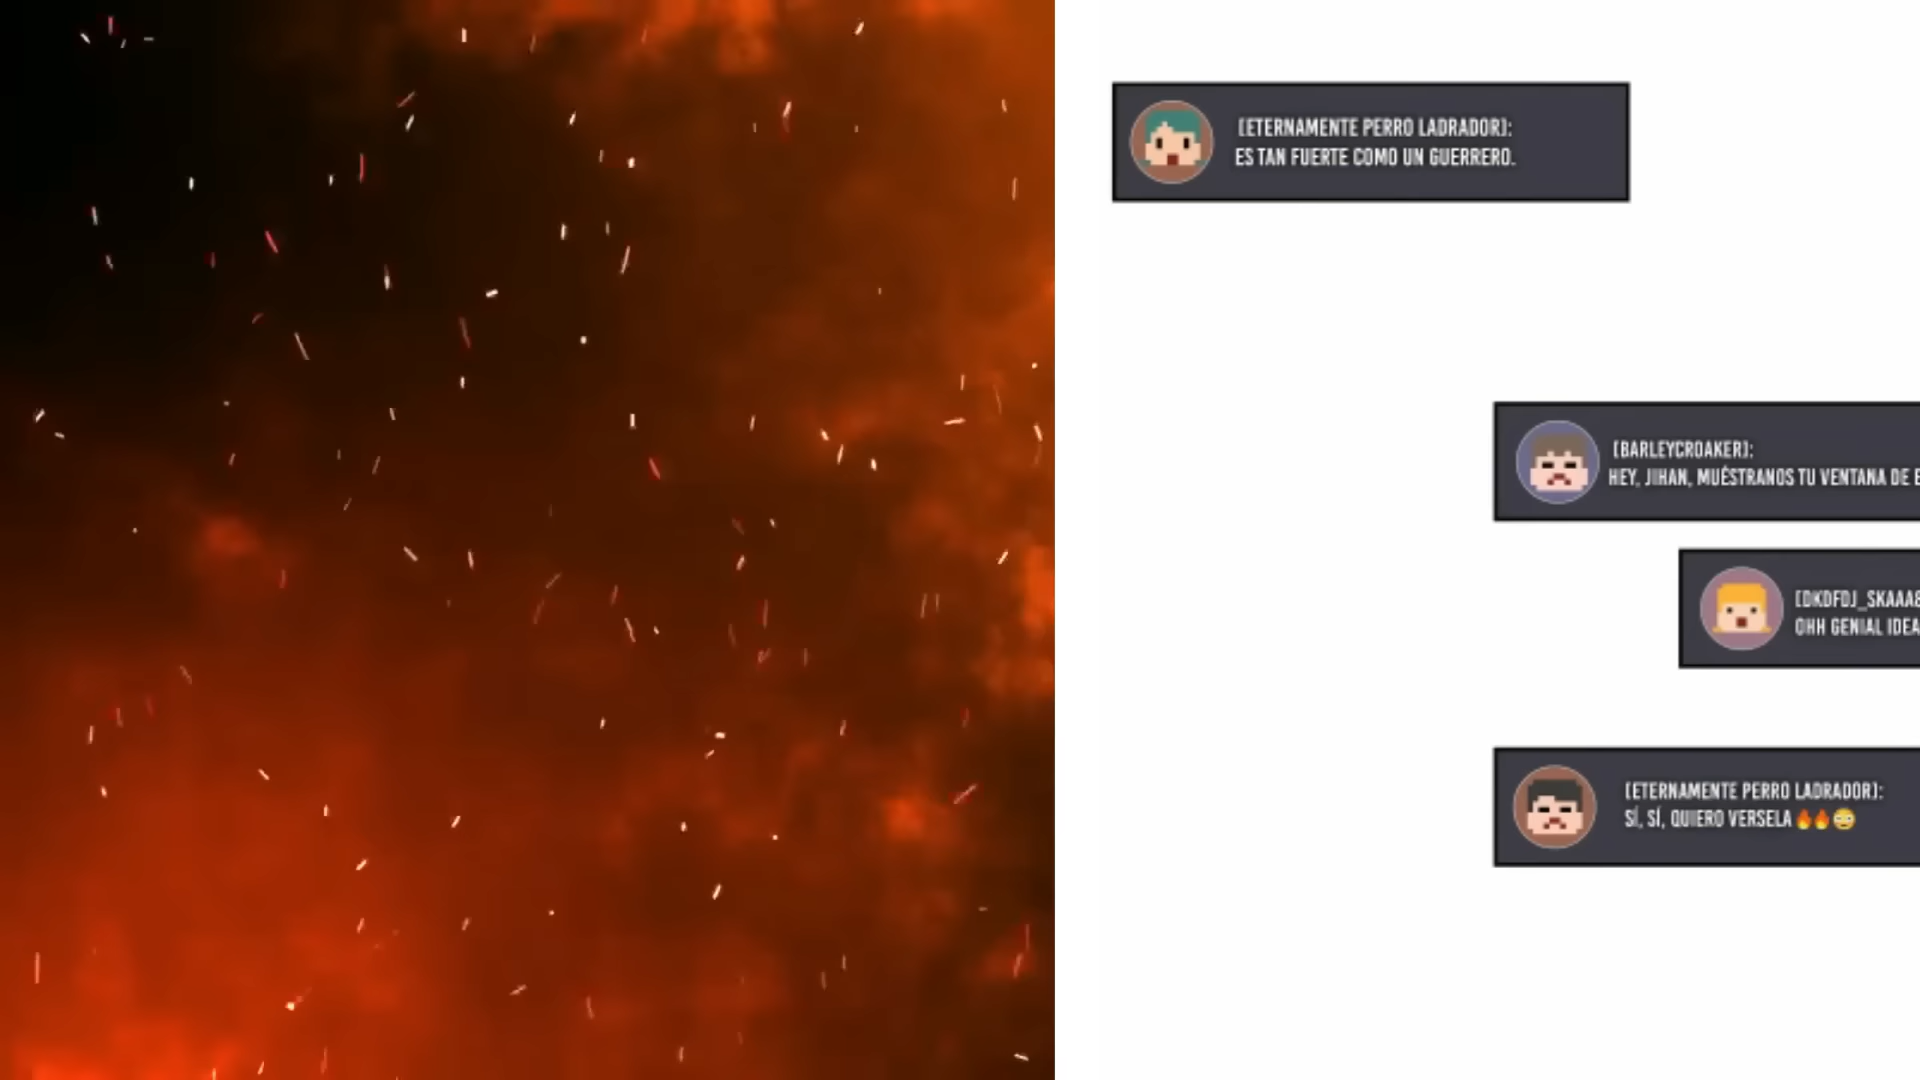 [ETERNAMENTE PERRO LADRADOR]:
ES TAN FUERTE COMO UN GUERRERO.
[BARLEYCROAKER]:
HEY, JIHAN, MUÉSTRANOS TU VENTANA DE E
[DKDFDJ_SKAAA
OHH GENIAL IDEA
[ETERNAMENTE PERRO LADRADOR]:
SÍ, SÍ, QUIERO VERSELA 🔥🔥😳